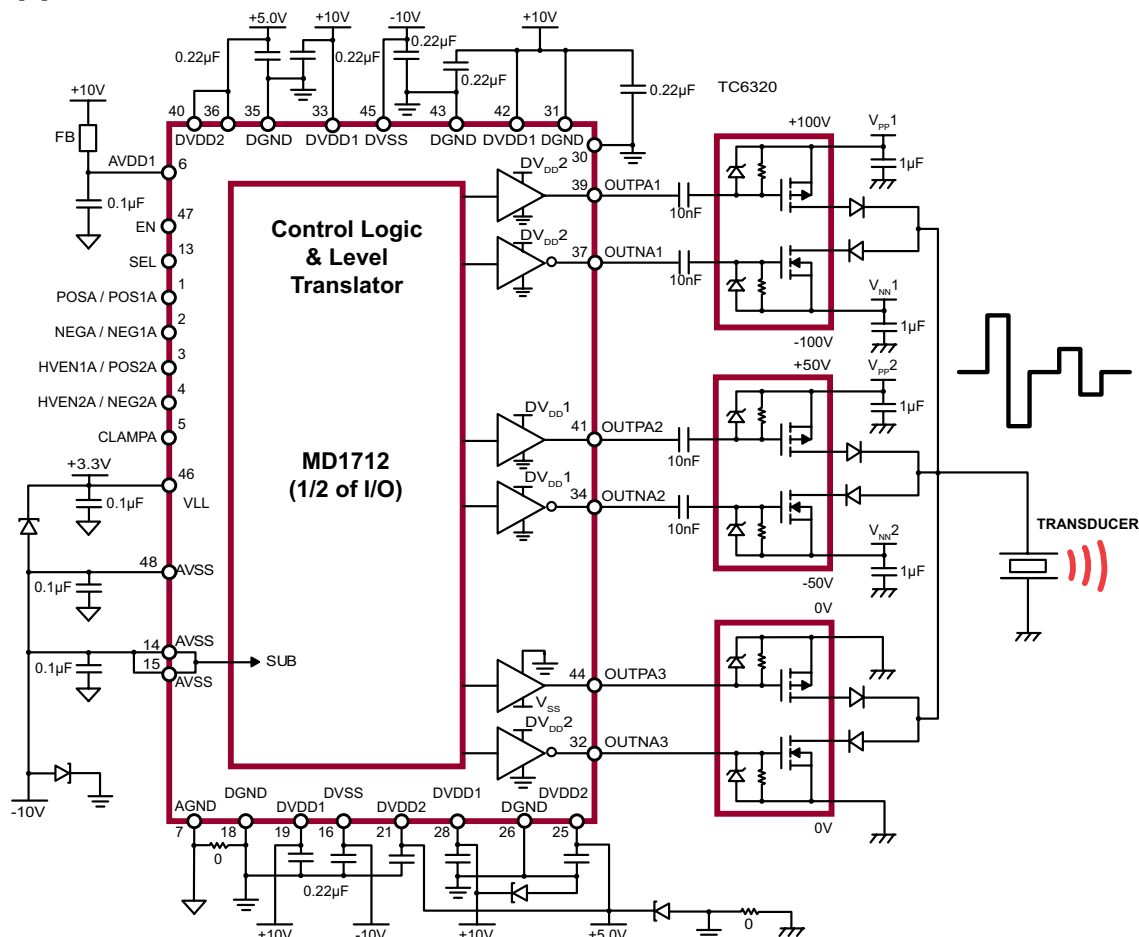 +5.0V
+10V
-10V
+10V
0.22µF
0.22µF
0.22µF
0.22µF
0.22µF
TC6320
+10V
FB
40
36
35
33
45
43
42
31
DVDD2
DGND
DVDD1
DVSS
DGND
DVDD1
DGND
30
AVDD1
6
0.1µF
47
EN
13
SEL
1
POSA / POS1A
2
NEGA / NEG1A
3
HVEN1A / POS2A
4
HVEN2A / NEG2A
5
CLAMPA
+3.3V
46
VLL
0.1µF
48
AVSS
0.1µF
14
AVSS
15
AVSS
0.1µF
SUB
-10V
Control Logic
& Level
Translator
MD1712
(1/2 of I/O)
DVDD2
39
OUTPA1
10nF
DVDD2
37
OUTNA1
10nF
+100V
VPP1
1µF
VNN1
1µF
-100V
DVDD1
41
OUTPA2
10nF
DVDD1
34
OUTNA2
10nF
+50V
VPP2
1µF
VNN2
1µF
-50V
TRANSDUCER
0V
44
OUTPA3
VSS
DVDD2
32
OUTNA3
0V
AGND
DGND
DVDD1
DVSS
DVDD2
DVDD1
DGND
DVDD2
7
18
19
16
21
28
26
25
0
0.22µF
0
+10V
-10V
+10V
+5.0V